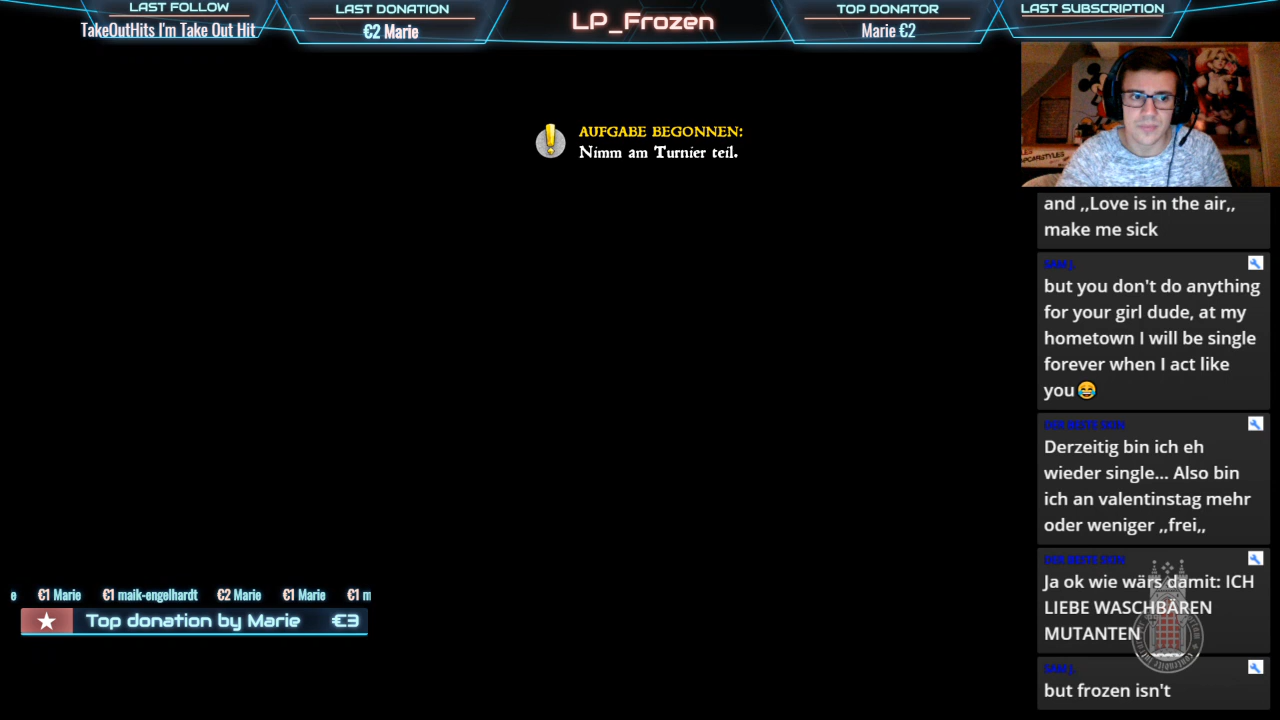 LAST FOLLOW
TakeOutHits I'm Take Out Hit
LAST DONATION
€2 Marie
LP_Frozen
TOP DONATOR
Marie €2
LAST SUBSCRIPTION
AUFGABE BEGONNEN:
Nimm am Turnier teil.
and ,,Love is in the air,,
make me sick
SAM J.
but you don't do anything
for your girl dude, at my
hometown I will be single
forever when I act like
you😂
Derzeitig bin ich eh
wieder single... Also bin
ich an valentinstag mehr
oder weniger ,,frei,,
Ja ok wie wärs damit: ICH
LIEBE WASCHBÄREN
MUTANTEN
SAM J.
but frozen isn't
e €1 Marie €1 maik-engelhardt €2 Marie €1 Marie €1 m
Top donation by Marie €3